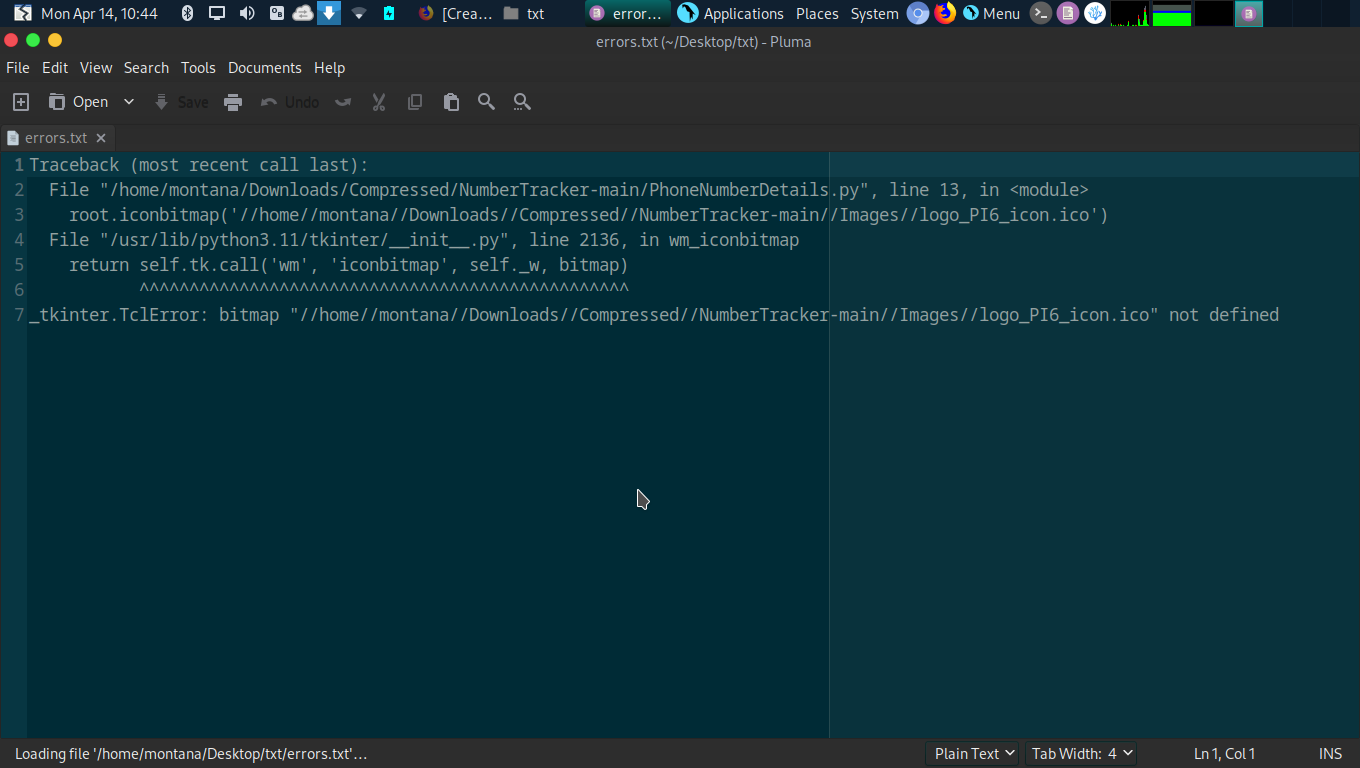 Mon Apr 14, 10:44 [Crea... txt error... Applications Places System Menu
errors.txt (~/Desktop/txt) - Pluma
File Edit View Search Tools Documents Help
Open Save Undo
errors.txt
1 Traceback (most recent call last):
2   File "/home/montana/Downloads/Compressed/NumberTracker-main/PhoneNumberDetails.py", line 13, in <module>
3     root.iconbitmap('//home//montana//Downloads//Compressed//NumberTracker-main//Images//logo_PI6_icon.ico')
4   File "/usr/lib/python3.11/tkinter/__init__.py", line 2136, in wm_iconbitmap
5     return self.tk.call('wm', 'iconbitmap', self._w, bitmap)
6            ^^^^^^^^^^^^^^^^^^^^^^^^^^^^^^^^^^^^^^^^^^^^^^^^^
7 _tkinter.TclError: bitmap "//home//montana//Downloads//Compressed//NumberTracker-main//Images//logo_PI6_icon.ico" not defined
Loading file '/home/montana/Desktop/txt/errors.txt'... Plain Text Tab Width: 4 Ln 1, Col 1 INS